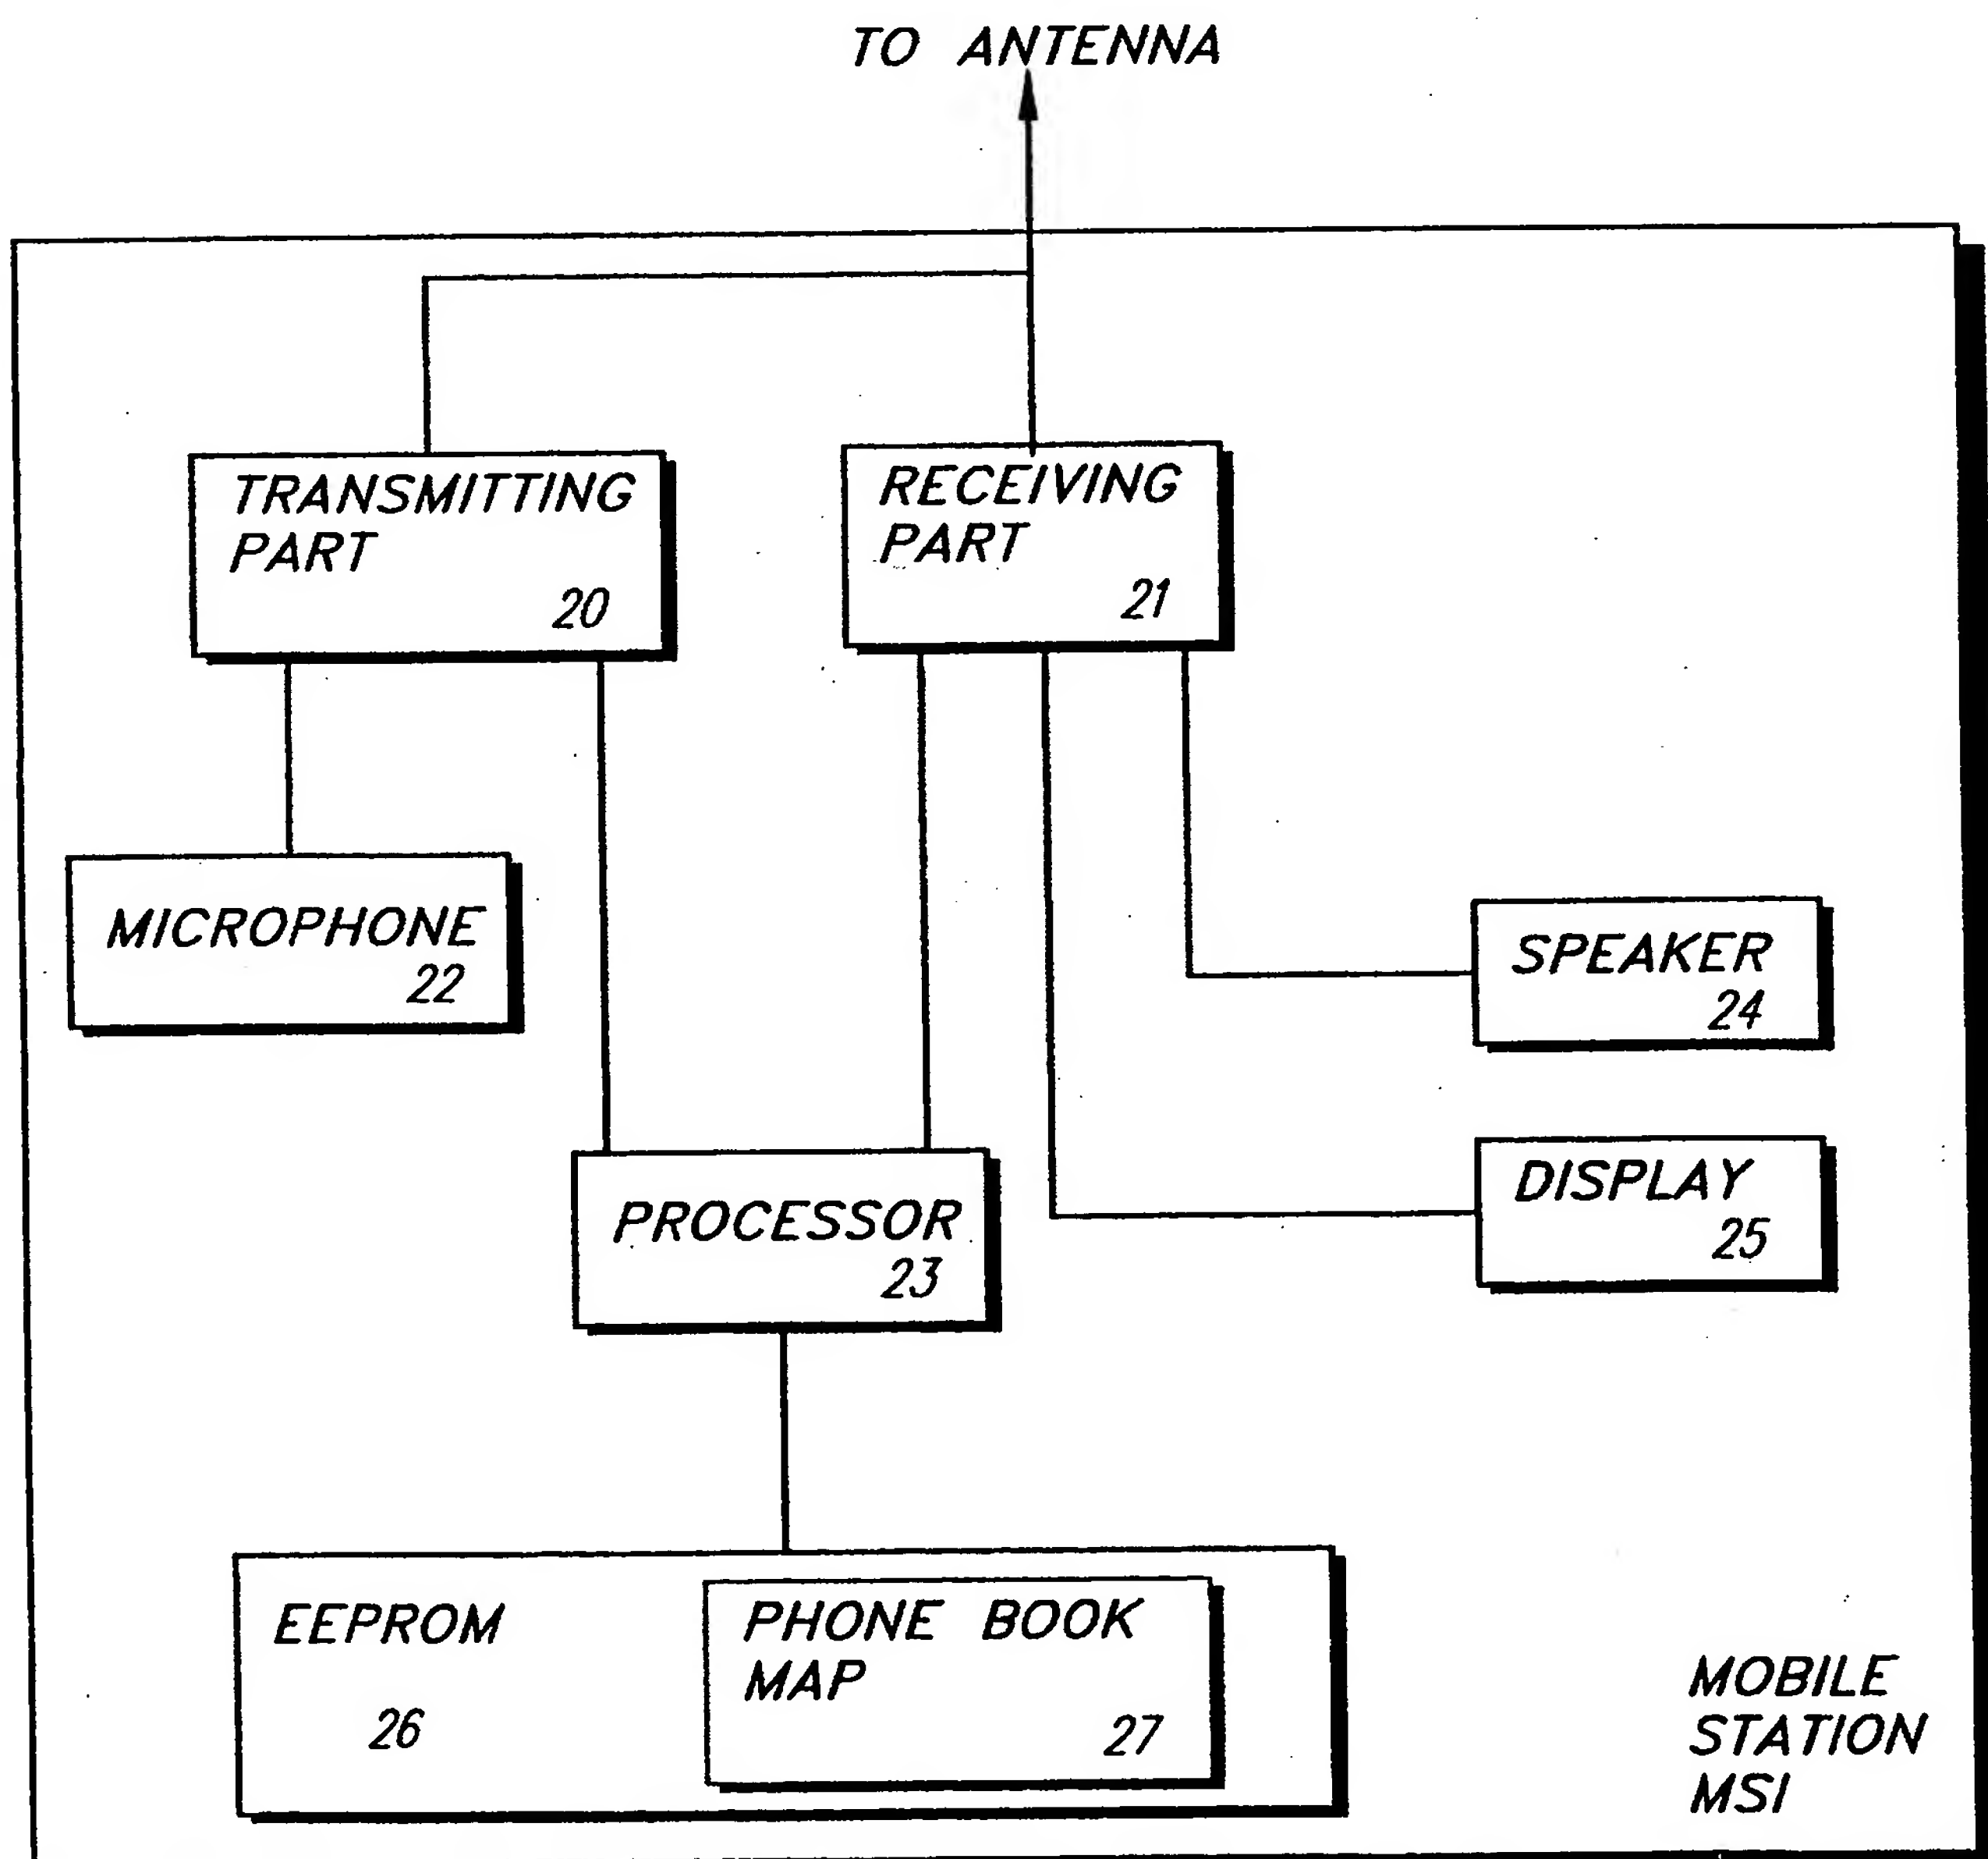 TO ANTENNA
TRANSMITTING
PART
20
RECEIVING
PART
21
MICROPHONE
22
SPEAKER
24
PROCESSOR
23
DISPLAY
25
EEPROM
26
PHONE BOOK
MAP
27
MOBILE
STATION
MSI